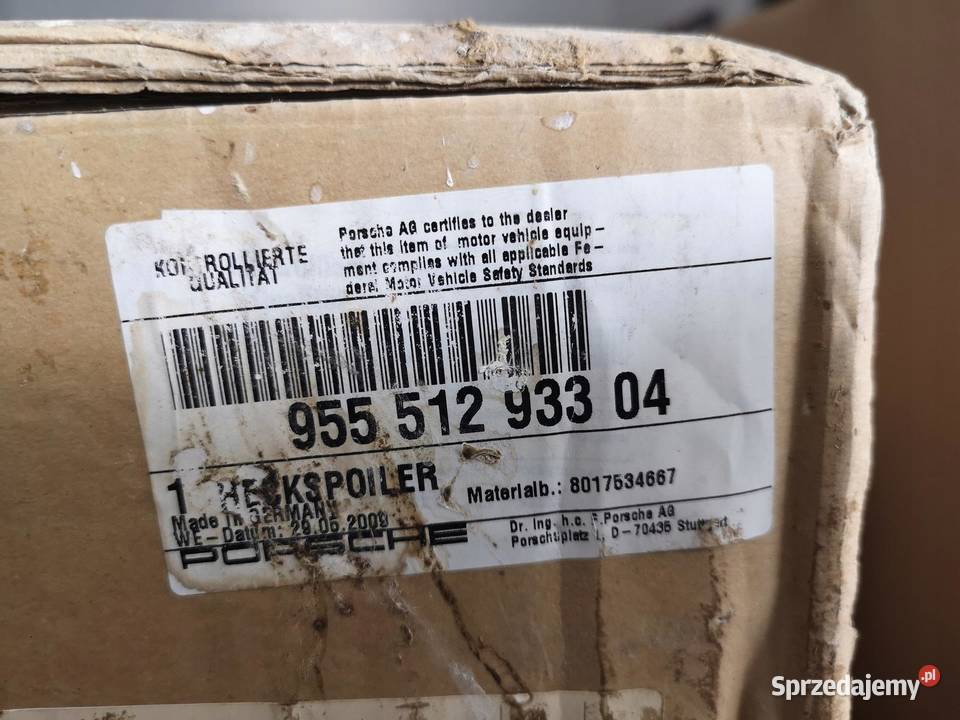 KONTROLLIERTE
QUALITAT
Porsche AG certifies to the dealer
that this item of motor vehicle equip–
ment complies with all applicable Fe–
deral Motor Vehicle Safety Standards
955 512 933 04
1 HECKSPOILER
Materialb.: 8017534667
Made in GERMANY
WE–Datum: 29.05.2009
PORSCHE
Dr. Ing. h.c. F.Porsche AG
Porscheplatz 1, D–70435 Stuttgart
Sprzedajemy.pl